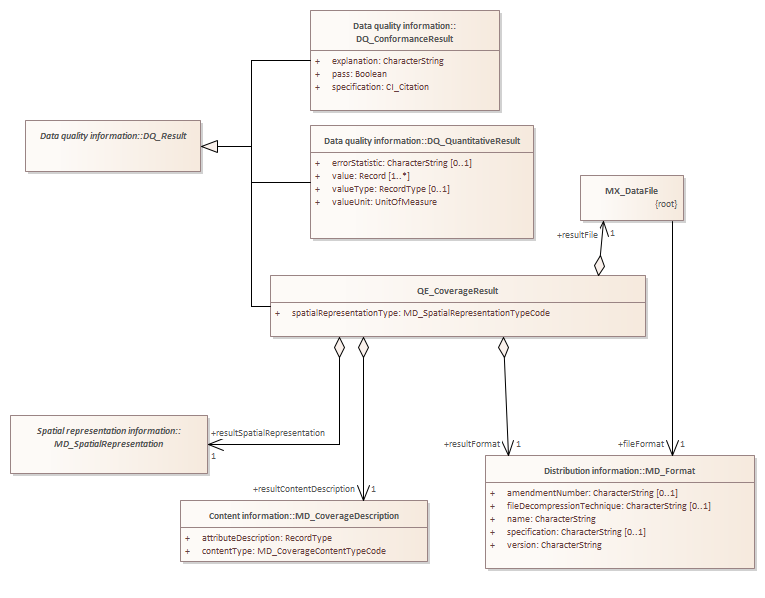 Data quality information::
DQ_ConformanceResult
+ explanation: CharacterString
+ pass: Boolean
+ specification: CI_Citation
Data quality information::DQ_Result
Data quality information::DQ_QuantitativeResult
+ errorStatistic: CharacterString [0..1]
+ value: Record [1..*]
+ valueType: RecordType [0..1]
+ valueUnit: UnitOfMeasure
MX_DataFile
{root}
+resultFile 1
QE_CoverageResult
+ spatialRepresentationType: MD_SpatialRepresentationTypeCode
Spatial representation information::
MD_SpatialRepresentation
+resultSpatialRepresentation
1
+resultFormat 1
+fileFormat 1
+resultContentDescription 1
Distribution information::MD_Format
+ amendmentNumber: CharacterString [0..1]
+ fileDecompressionTechnique: CharacterString [0..1]
+ name: CharacterString
+ specification: CharacterString [0..1]
+ version: CharacterString
Content information::MD_CoverageDescription
+ attributeDescription: RecordType
+ contentType: MD_CoverageContentTypeCode